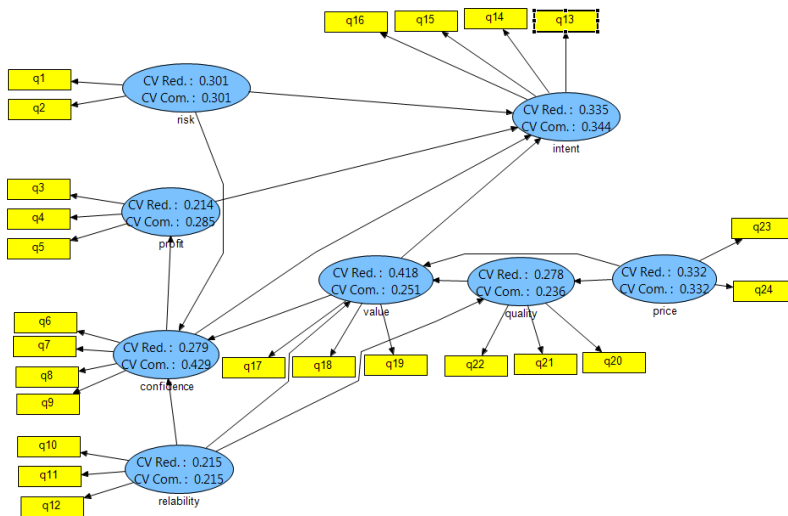 q16
q15
q14
q13
q1
q2
CV Red.: 0.301
CV Com.: 0.301
risk
CV Red.: 0.335
CV Com.: 0.344
intent
q3
q4
q5
CV Red.: 0.214
CV Com.: 0.285
profit
q23
q24
CV Red.: 0.418
CV Com.: 0.251
value
CV Red.: 0.278
CV Com.: 0.236
quality
CV Red.: 0.332
CV Com.: 0.332
price
q6
q7
q8
q9
CV Red.: 0.279
CV Com.: 0.429
confidence
q17
q18
q19
q22
q21
q20
q10
q11
q12
CV Red.: 0.215
CV Com.: 0.215
relability